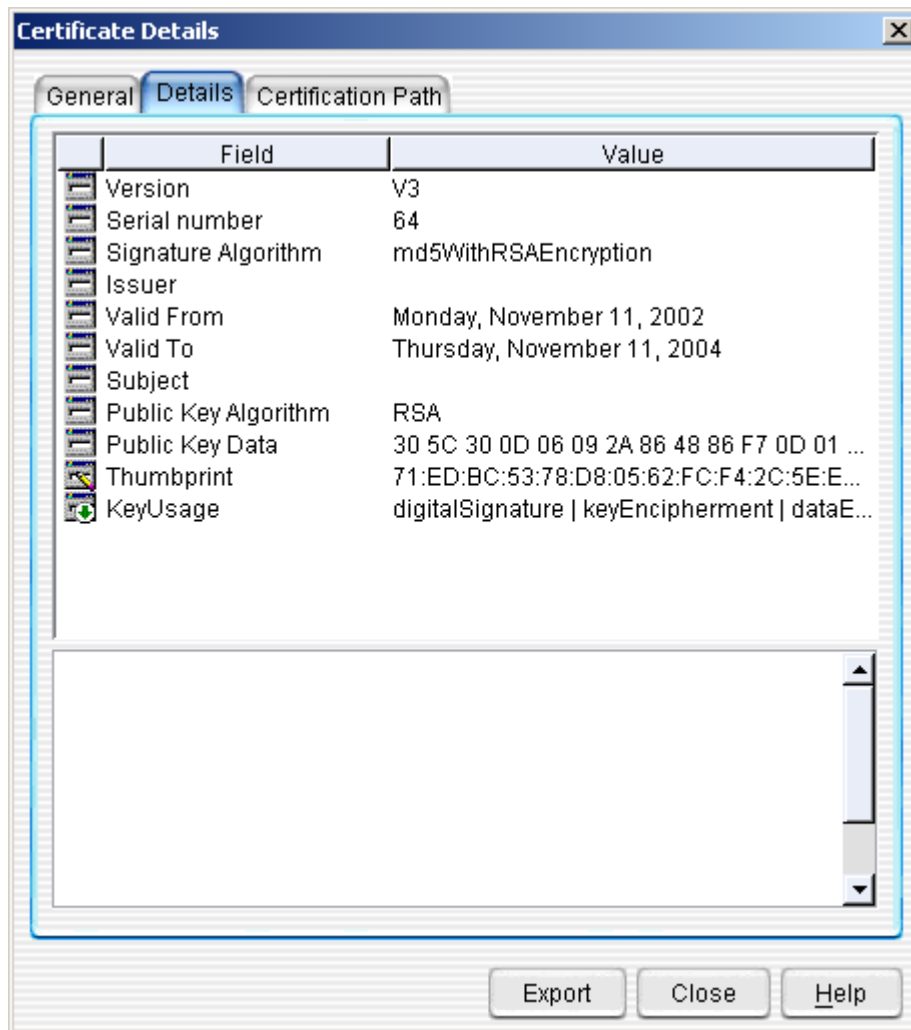 Certificate Details
General Details Certification Path
Field Value
Version V3
Serial number 64
Signature Algorithm md5WithRSAEncryption
Issuer
Valid From Monday, November 11, 2002
Valid To Thursday, November 11, 2004
Subject
Public Key Algorithm RSA
Public Key Data 30 5C 30 0D 06 09 2A 86 48 86 F7 0D 01 ...
Thumbprint 71:ED:BC:53:78:D8:05:62:FC:F4:2C:5E:E...
KeyUsage digitalSignature | keyEncipherment | dataE...
Export Close Help